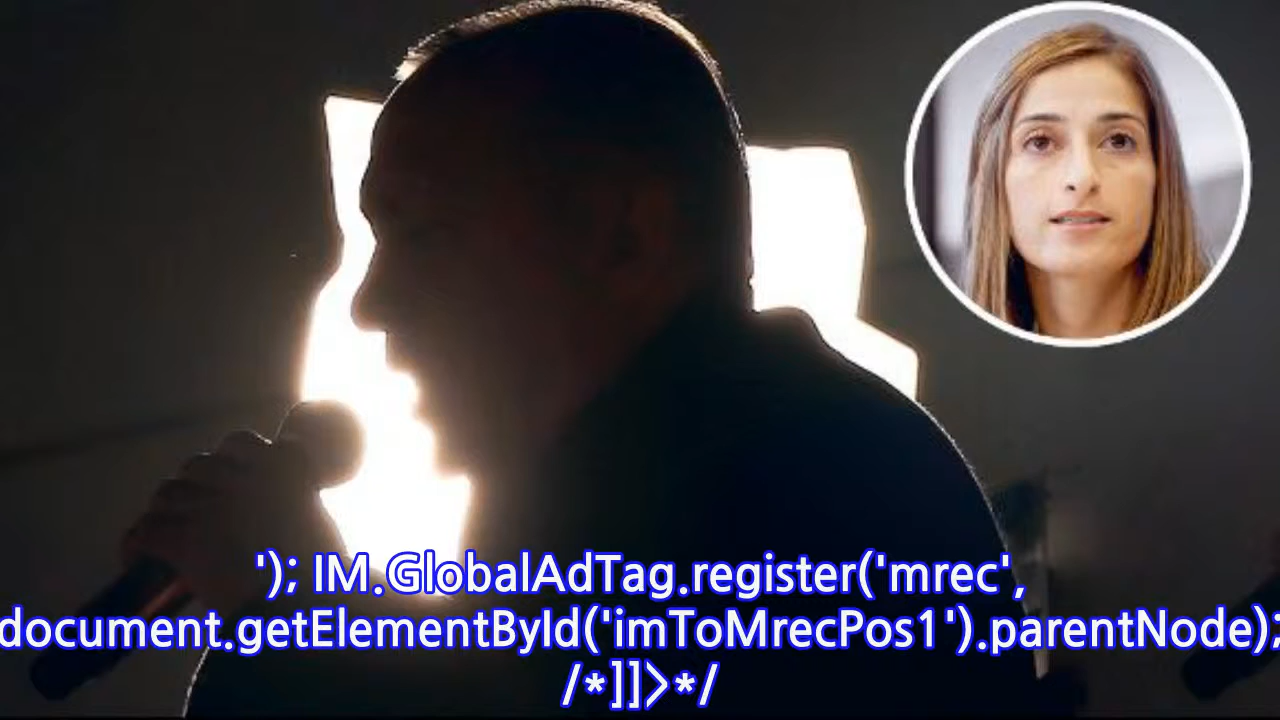 '); IM.GlobalAdTag.register('mrec',
document.getElementById('imToMrecPos1').parentNode);
/*]]>*/